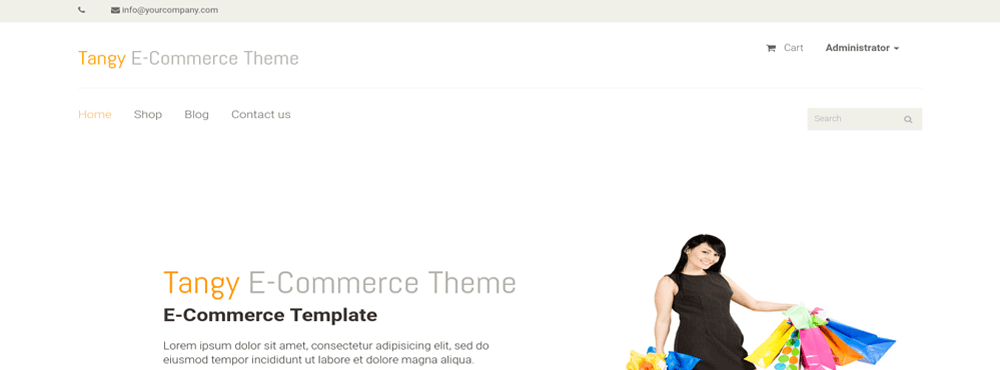 info@yourcompany.com
Tangy E-Commerce Theme
Cart
Administrator
Home Shop Blog Contact us
Search
Tangy E-Commerce Theme
E-Commerce Template
Lorem ipsum dolor sit amet, consectetur adipisicing elit, sed do
eiusmod tempor incididunt ut labore et dolore magna aliqua.